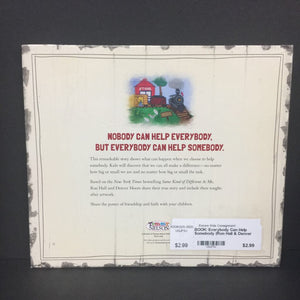 NOBODY CAN HELP EVERYBODY,
BUT EVERYBODY CAN HELP SOMEBODY.
This remarkable story shows what can happen when we choose to help
somebody. Kids will discover that we can all make a difference—no matter
how big or small we are and no matter how big or small the task.
Based on the New York Times bestselling Same Kind of Different As Me,
Ron Hall and Denver Moore share their true story and include their sought-
after artwork.
Share the power of friendship and faith with your children.
NELSON
$2.99
BOOK: Everybody Can Help
Somebody (Ron Hall & Denver
$2.99